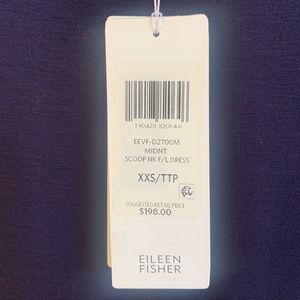 190428 820646
EEVF-D2708M
MIDNT
SCOOP NK F/L DRESS
XXS/TTP
SUGGESTED RETAIL PRICE
$198.00
EILEEN
FISHER